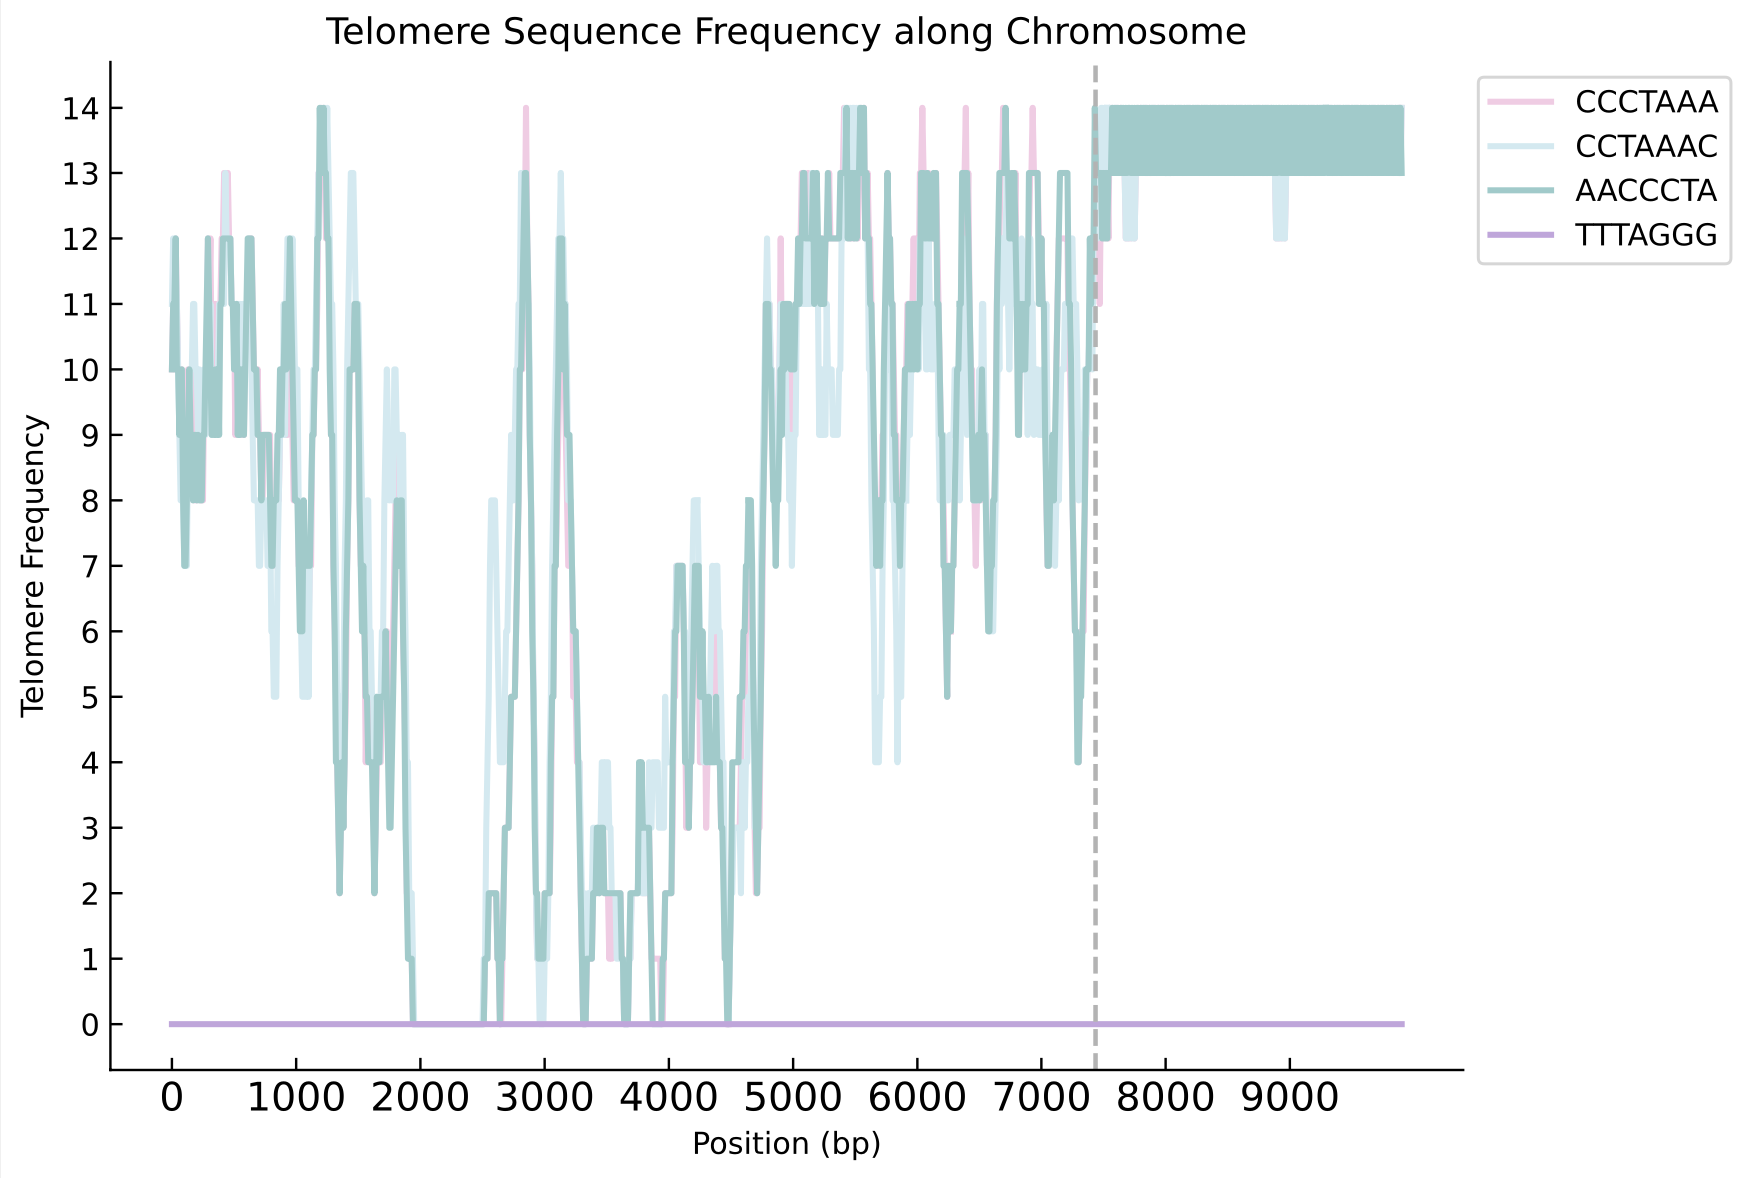 Telomere Sequence Frequency along Chromosome
14
13
12
11
10
9
8
7
6
5
4
3
2
1
0
Telomere Frequency
0 1000 2000 3000 4000 5000 6000 7000 8000 9000
Position (bp)
CCCTAAA
CCTAAAC
AACCCTA
TTTAGGG